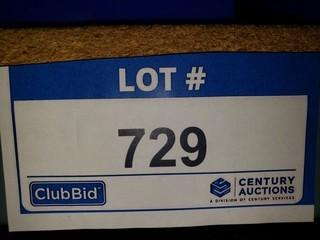 LOT #
729
ClubBid
CENTURY
AUCTIONS
A DIVISION OF CENTURY SERVICES